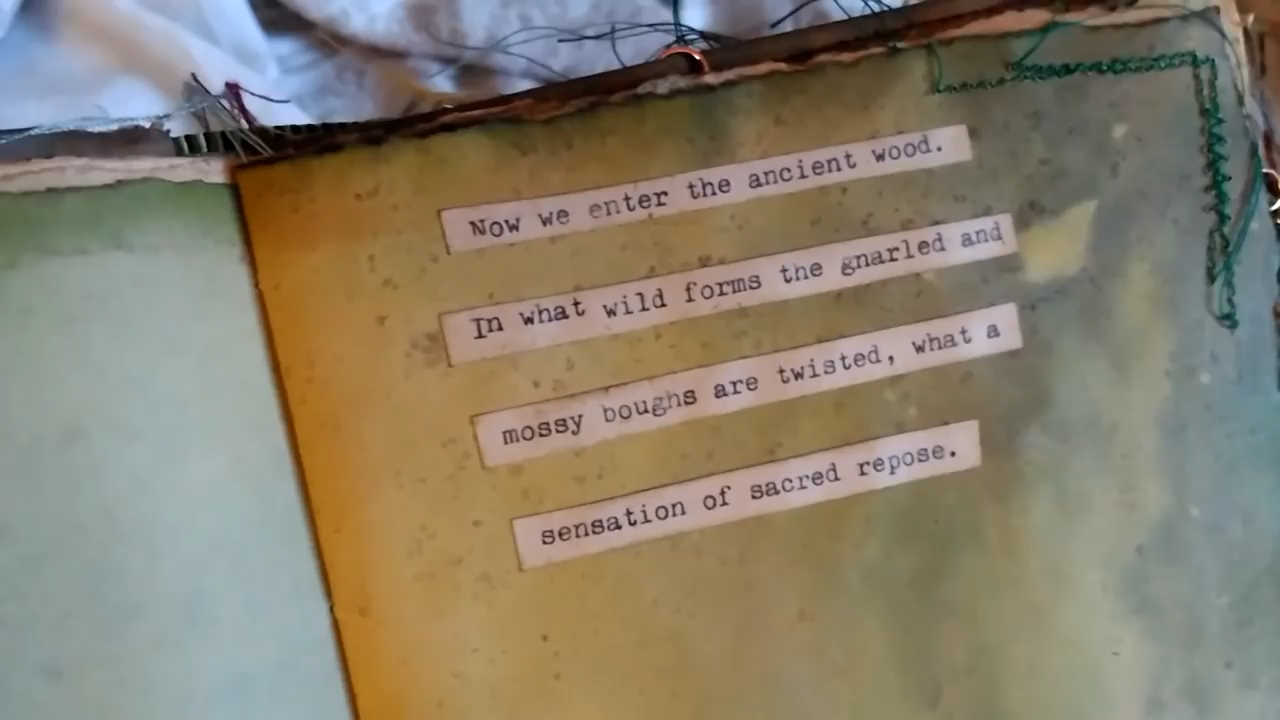 Now we enter the ancient wood.
In what wild forms the gnarled and
mossy boughs are twisted, what a
sensation of sacred repose.